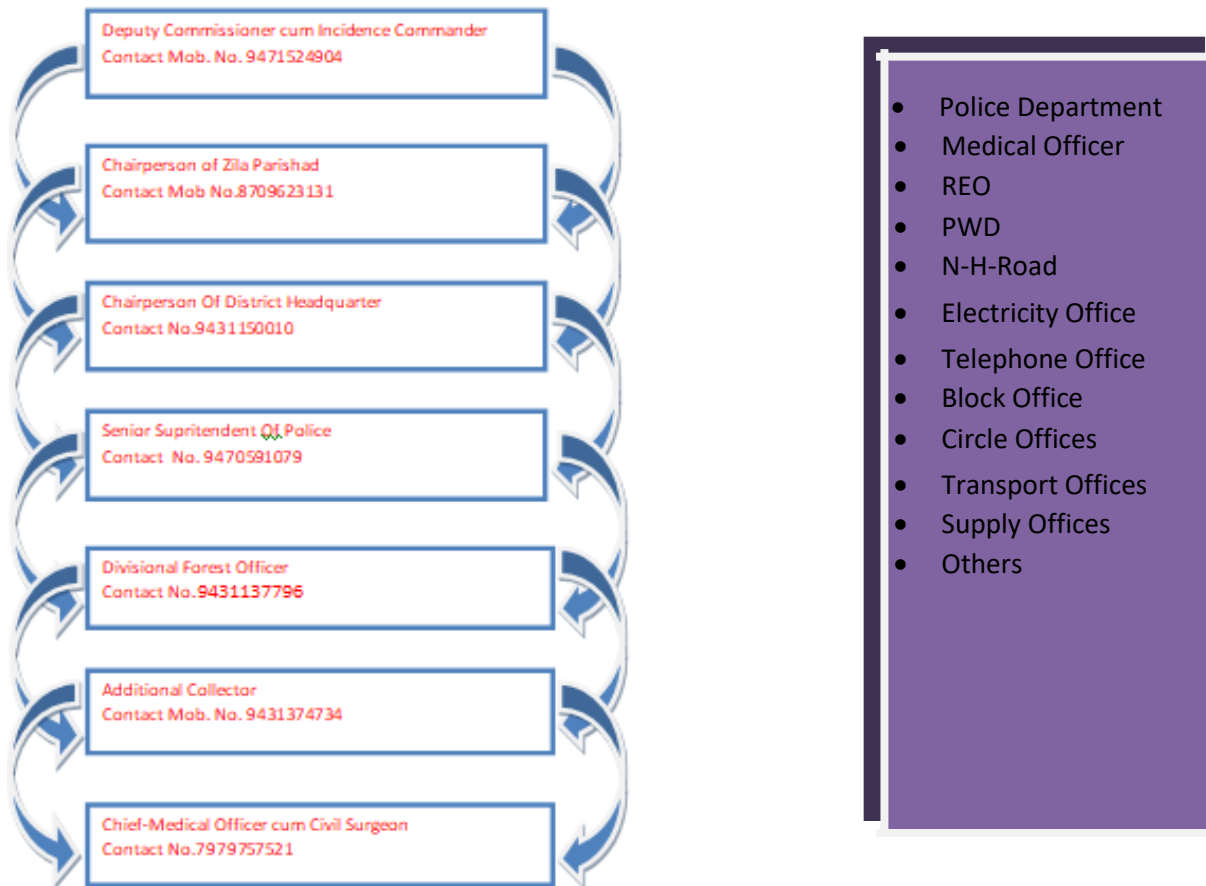 Deputy Commissioner cum Incidence Commander
Contact Mob. No. 9471524904
Chairperson of Zila Parishad
Contact Mob No.8709623131
Chairperson Of District Headquarter
Contact No.9431150010
Senior Supritendent Of Police
Contact No. 9470591079
Divisional Forest Officer
Contact No.9431137796
Additional Collector
Contact Mob. No. 9431374734
Chief-Medical Officer cum Civil Surgeon
Contact No.7979757521
• Police Department
• Medical Officer
• REO
• PWD
• N-H-Road
• Electricity Office
• Telephone Office
• Block Office
• Circle Offices
• Transport Offices
• Supply Offices
• Others